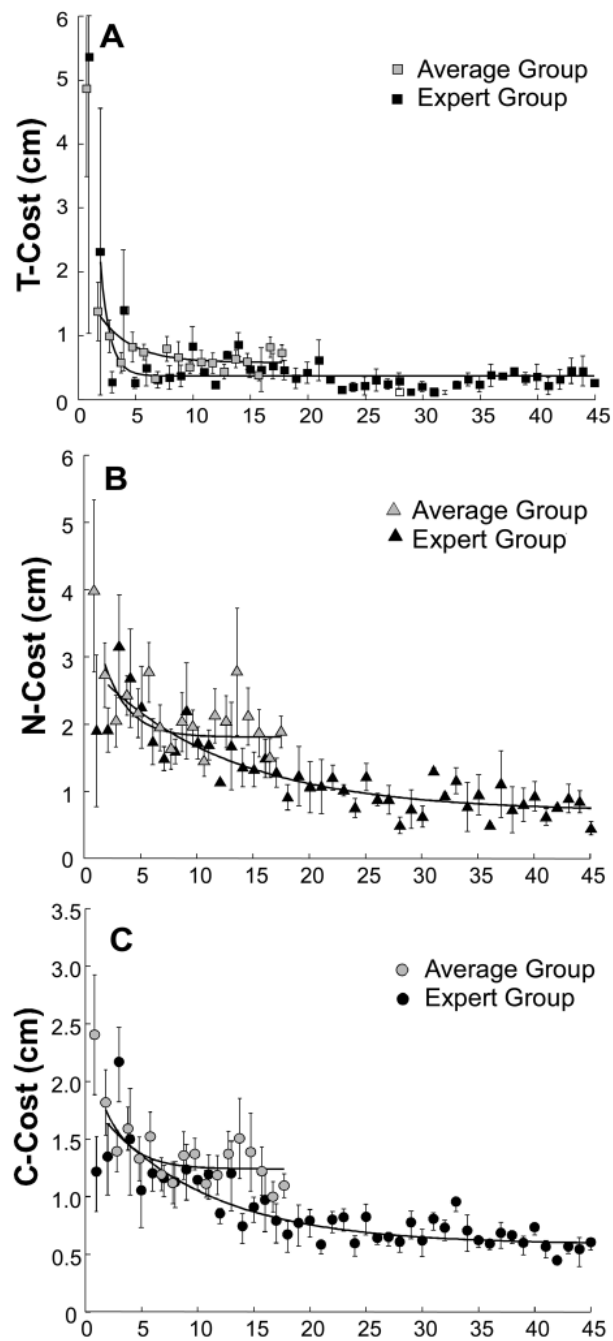 A
Average Group
Expert Group
T-Cost (cm)
6
5
4
3
2
1
0
0 5 10 15 20 25 30 35 40 45
B
Average Group
Expert Group
N-Cost (cm)
6
5
4
3
2
1
0
0 5 10 15 20 25 30 35 40 45
C
Average Group
Expert Group
C-Cost (cm)
3.5
3.0
2.5
2.0
1.5
1.0
0.5
0
0 5 10 15 20 25 30 35 40 45